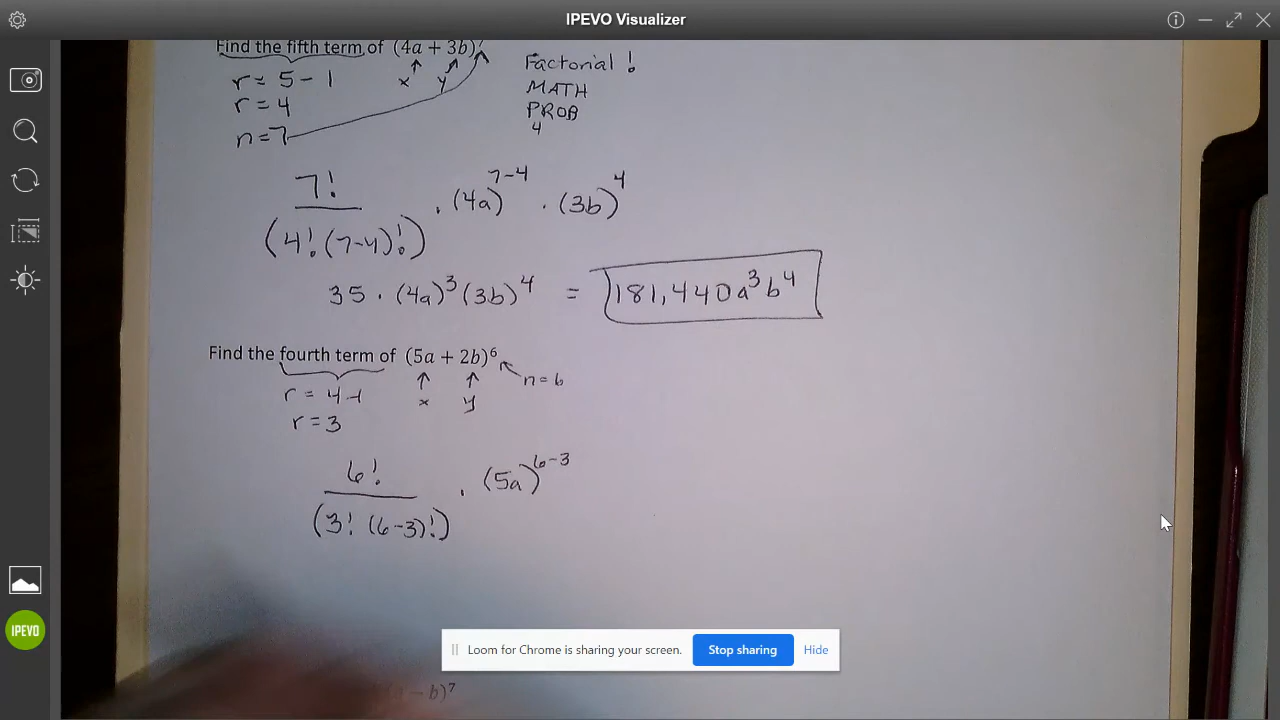 IPEVO Visualizer
Find the fifth term of (4a + 3b)⁷
r = 5 - 1
r = 4
n = 7
x y
Factorial !
MATH
PROB
4
7!
(4!(7-4)!) · (4a)⁷⁻⁴ · (3b)⁴
35 · (4a)³(3b)⁴ = 181,440a³b⁴
Find the fourth term of (5a + 2b)⁶
n = 6
r = 4-1
x y
r = 3
6!
(3! (6-3)!) · (5a)⁶⁻³
IPEVO
Loom for Chrome is sharing your screen. Stop sharing Hide
- b)⁷